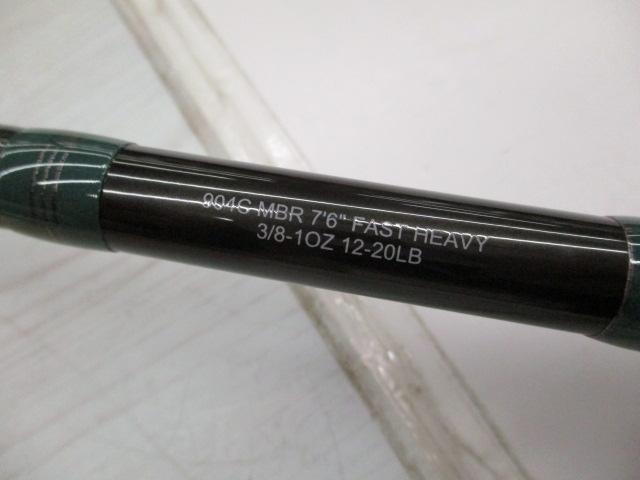 904C MBR 7'6" FAST HEAVY
3/8-1OZ 12-20LB